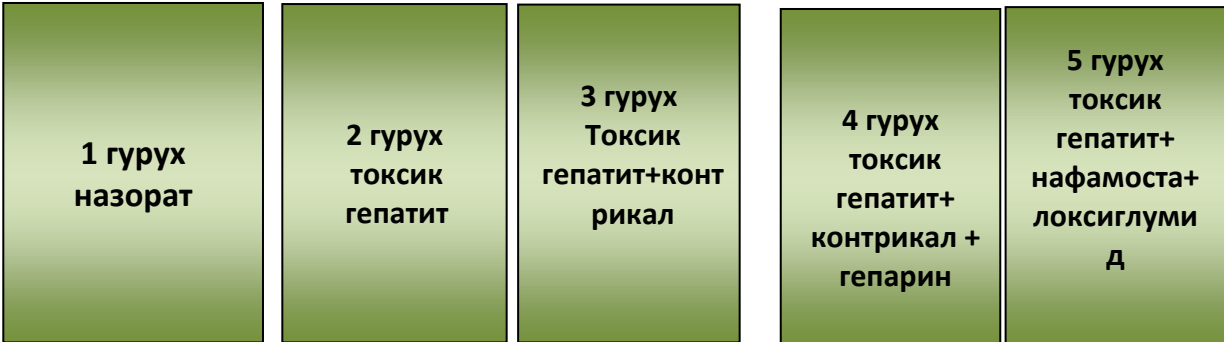 1 гурух
назорат
2 гурух
токсик
гепатит
3 гурух
Токсик
гепатит+конт
рикал
4 гурух
токсик
гепатит+
контрикал +
гепарин
5 гурух
токсик
гепатит+
нафамоста+
локсиглуми
д